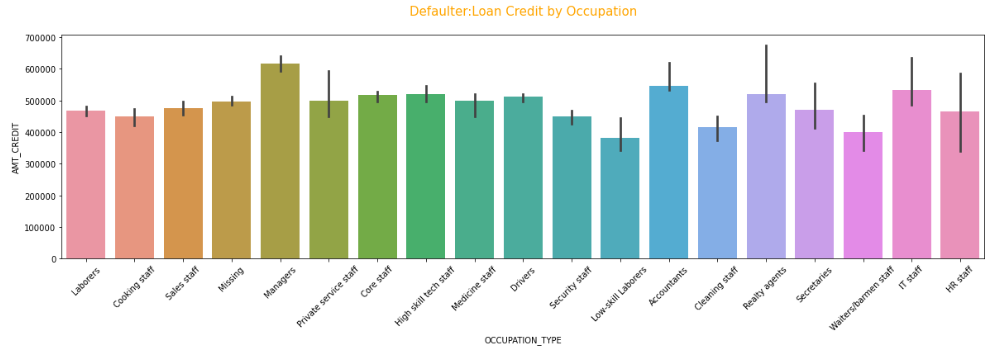 Defaulter:Loan Credit by Occupation
700000
600000
500000
400000
300000
200000
100000
0
AMT_CREDIT
Laborers
Cooking staff
Sales staff
Missing
Managers
Private service staff
Core staff
High skill tech staff
Medicine staff
Drivers
Security staff
Low-skill Laborers
Accountants
Cleaning staff
Realty agents
Secretaries
Waiters/barmen staff
IT staff
HR staff
OCCUPATION_TYPE